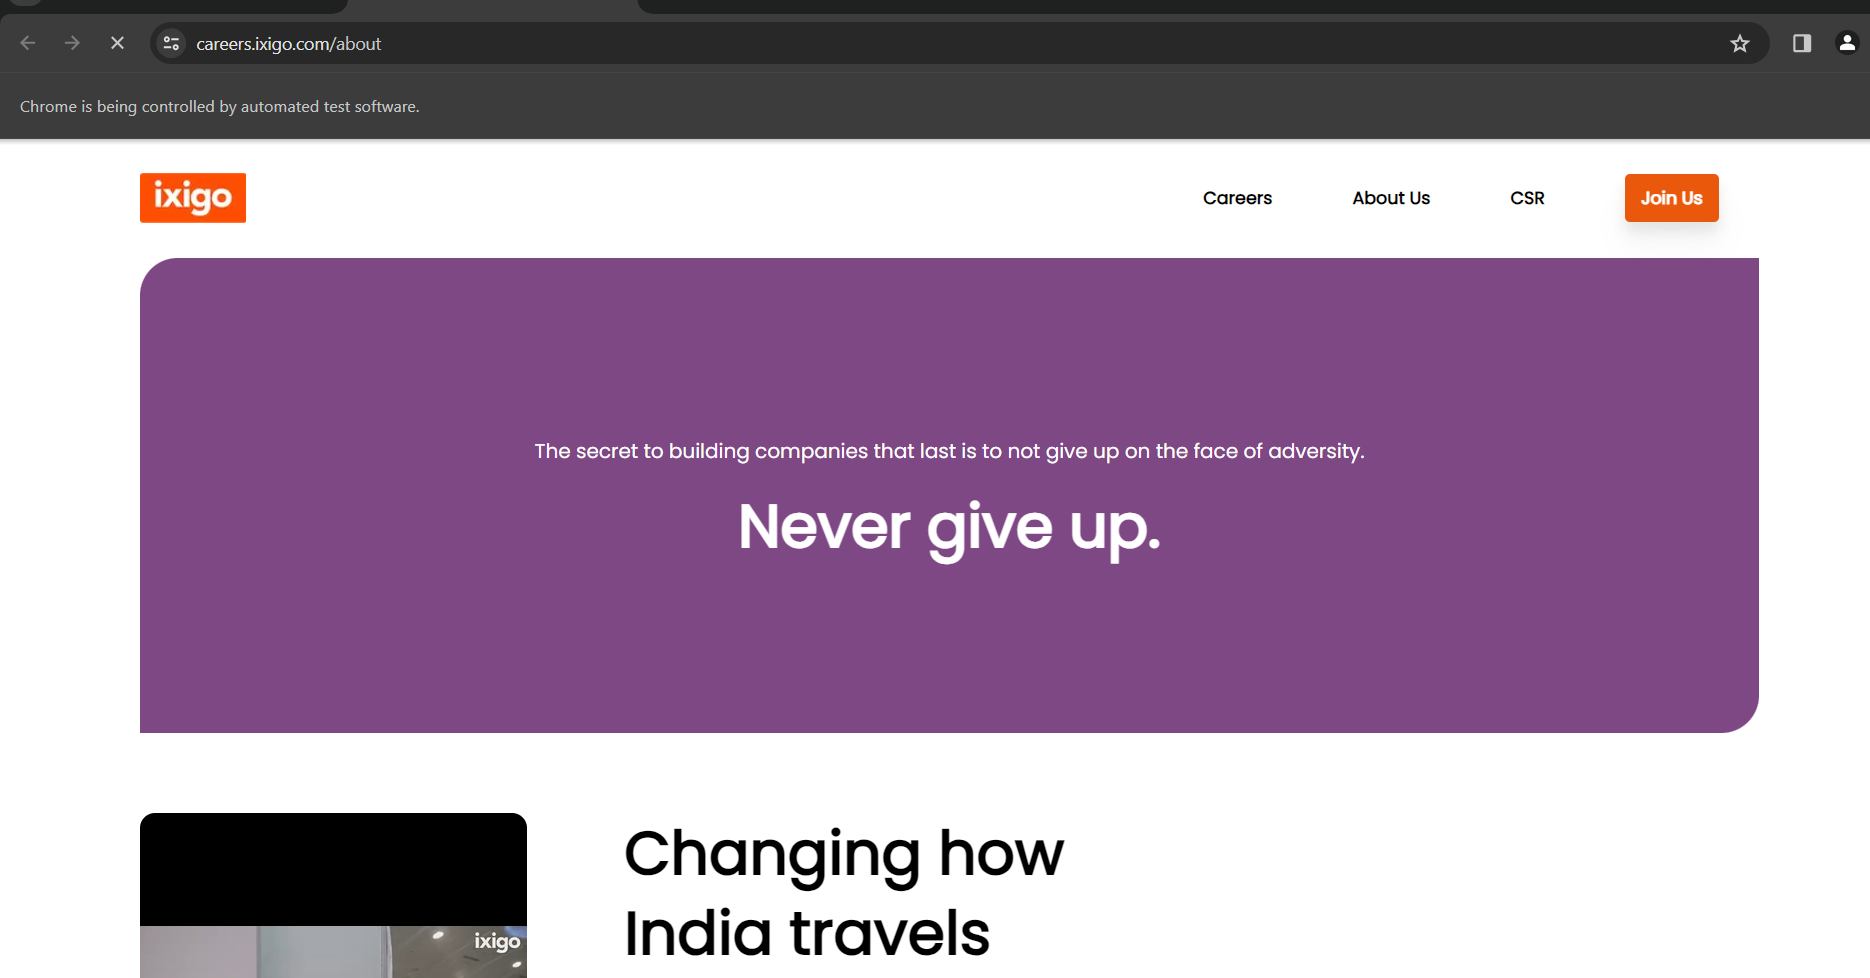 careers.ixigo.com/about
Chrome is being controlled by automated test software.
ixigo
Careers
About Us
CSR
Join Us
The secret to building companies that last is to not give up on the face of adversity.
Never give up.
Changing how
India travels
ixigo